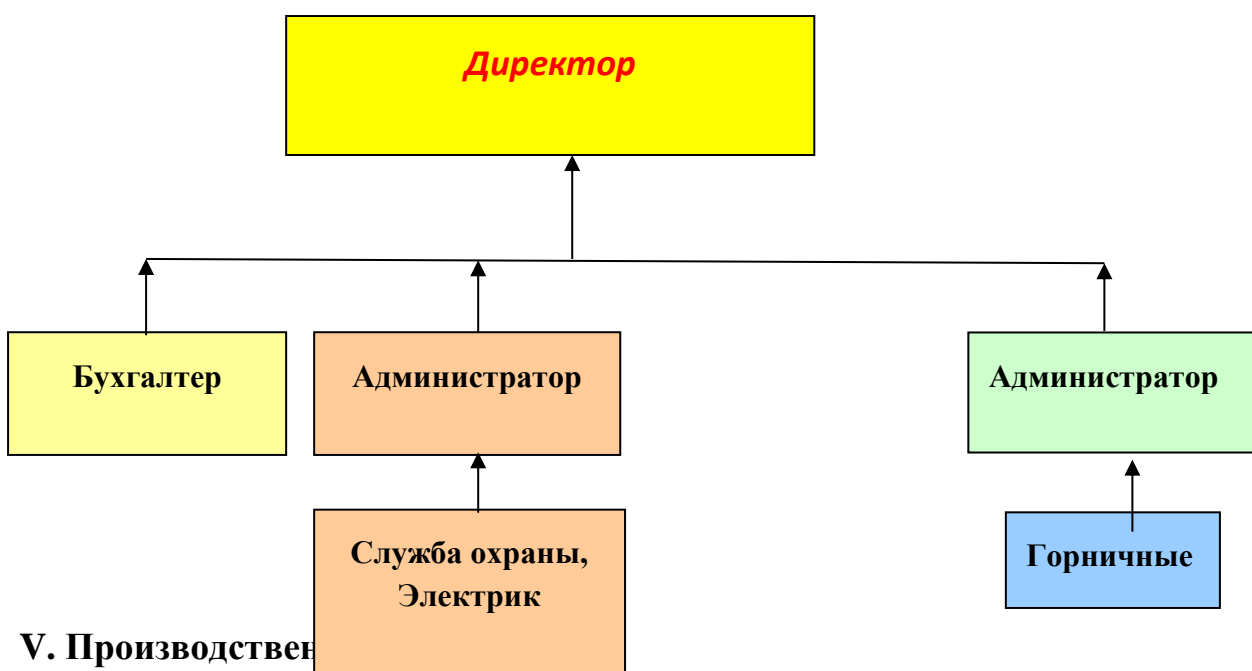 Директор
Бухгалтер
Администратор
Администратор
Служба охраны,
Электрик
Горничные
V. Производствен